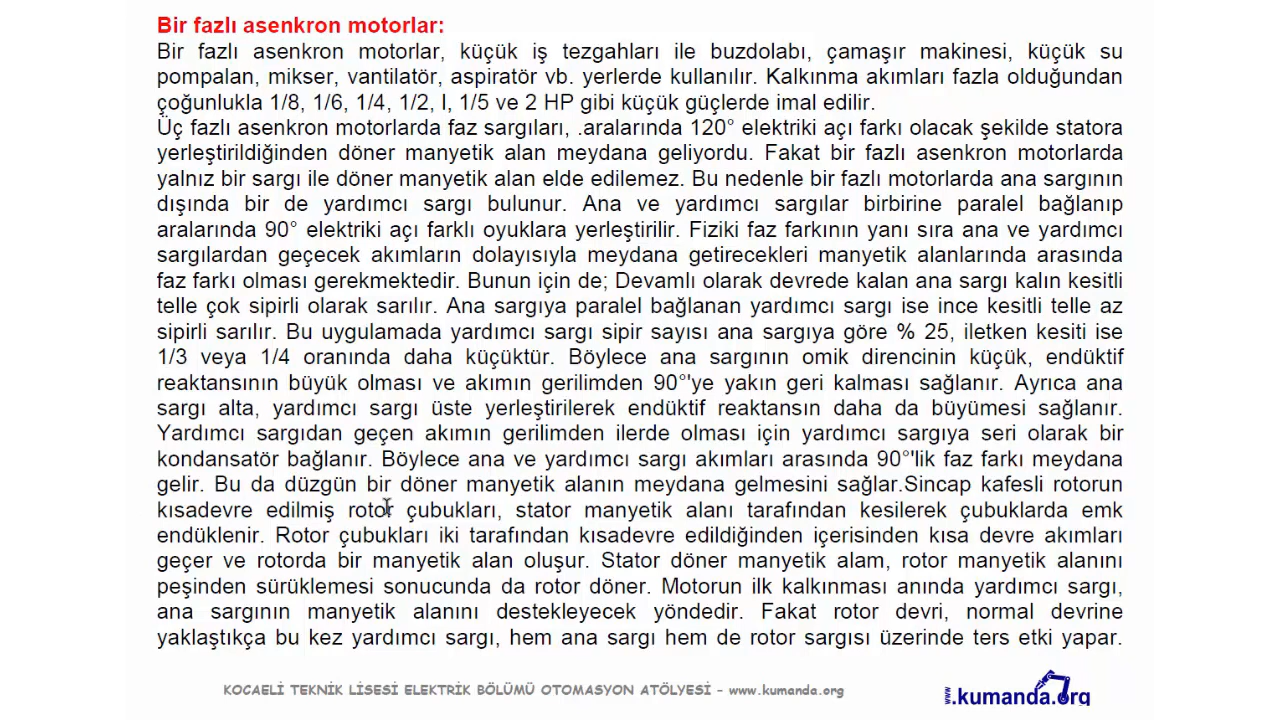 Bir fazlı asenkron motorlar:
Bir fazlı asenkron motorlar, küçük iş tezgahları ile buzdolabı, çamaşır makinesi, küçük su
pompalan, mikser, vantilatör, aspiratör vb. yerlerde kullanılır. Kalkınma akımları fazla olduğundan
çoğunlukla 1/8, 1/6, 1/4, 1/2, l, 1/5 ve 2 HP gibi küçük güçlerde imal edilir.
Üç fazlı asenkron motorlarda faz sargıları, .aralarında 120° elektriki açı farkı olacak şekilde statora
yerleştirildiğinden döner manyetik alan meydana geliyordu. Fakat bir fazlı asenkron motorlarda
yalnız bir sargı ile döner manyetik alan elde edilemez. Bu nedenle bir fazlı motorlarda ana sargının
dışında bir de yardımcı sargı bulunur. Ana ve yardımcı sargılar birbirine paralel bağlanıp
aralarında 90° elektriki açı farklı oyuklara yerleştirilir. Fiziki faz farkının yanı sıra ana ve yardımcı
sargılardan geçecek akımların dolayısıyla meydana getirecekleri manyetik alanlarında arasında
faz farkı olması gerekmektedir. Bunun için de; Devamlı olarak devrede kalan ana sargı kalın kesitli
telle çok sipirli olarak sarılır. Ana sargıya paralel bağlanan yardımcı sargı ise ince kesitli telle az
sipirli sarılır. Bu uygulamada yardımcı sargı sipir sayısı ana sargıya göre % 25, iletken kesiti ise
1/3 veya 1/4 oranında daha küçüktür. Böylece ana sargının omik direncinin küçük, endüktif
reaktansının büyük olması ve akımın gerilimden 90°'ye yakın geri kalması sağlanır. Ayrıca ana
sargı alta, yardımcı sargı üste yerleştirilerek endüktif reaktansın daha da büyümesi sağlanır.
Yardımcı sargıdan geçen akımın gerilimden ilerde olması için yardımcı sargıya seri olarak bir
kondansatör bağlanır. Böylece ana ve yardımcı sargı akımları arasında 90°'lik faz farkı meydana
gelir. Bu da düzgün bir döner manyetik alanın meydana gelmesini sağlar.Sincap kafesli rotorun
kısadevre edilmiş rotor çubukları, stator manyetik alanı tarafından kesilerek çubuklarda emk
endüklenir. Rotor çubukları iki tarafından kısadevre edildiğinden içerisinden kısa devre akımları
geçer ve rotorda bir manyetik alan oluşur. Stator döner manyetik alam, rotor manyetik alanını
peşinden sürüklemesi sonucunda da rotor döner. Motorun ilk kalkınması anında yardımcı sargı,
ana sargının manyetik alanını destekleyecek yöndedir. Fakat rotor devri, normal devrine
yaklaştıkça bu kez yardımcı sargı, hem ana sargı hem de rotor sargısı üzerinde ters etki yapar.
KOCAELİ TEKNİK LİSESİ ELEKTRİK BÖLÜMÜ OTOMASYON ATÖLYESİ - www.kumanda.org
www.kumanda.org